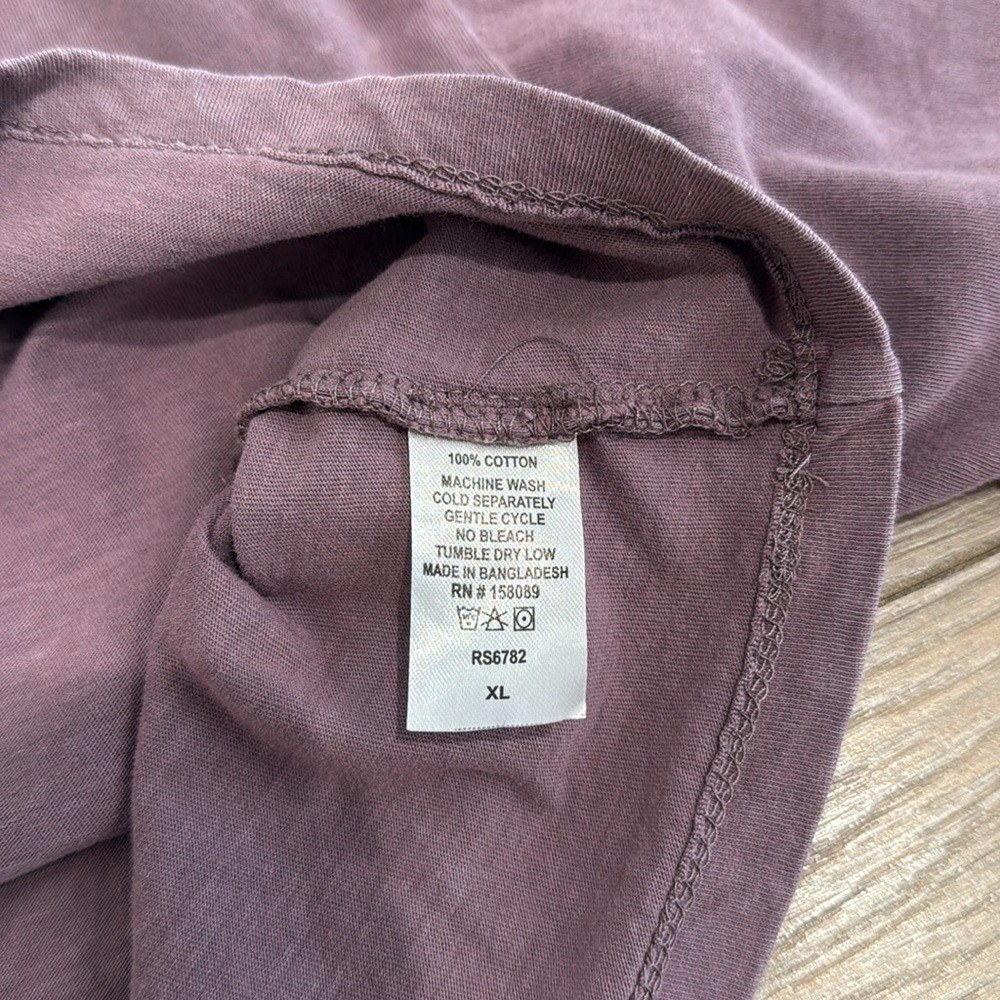 100% COTTON
MACHINE WASH
COLD SEPARATELY
GENTLE CYCLE
NO BLEACH
TUMBLE DRY LOW
MADE IN BANGLADESH
RN # 158089
RS6782
XL